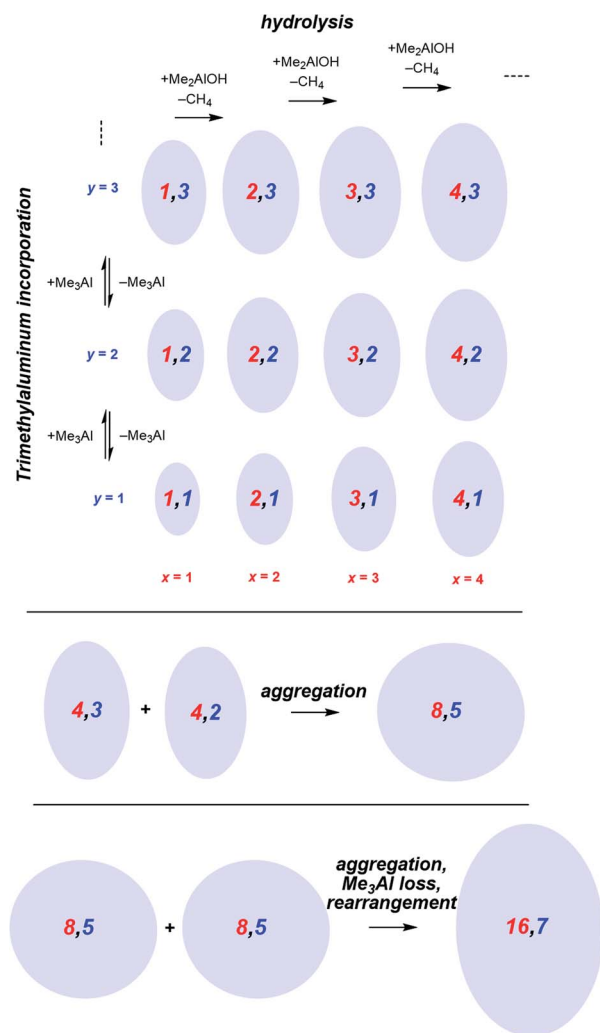 hydrolysis
+Me₂AlOH
–CH₄
+Me₂AlOH
–CH₄
+Me₂AlOH
–CH₄
Trimethylaluminum incorporation
y = 3
1,3
2,3
3,3
4,3
+Me₃Al
–Me₃Al
y = 2
1,2
2,2
3,2
4,2
+Me₃Al
–Me₃Al
y = 1
1,1
2,1
3,1
4,1
x = 1
x = 2
x = 3
x = 4
4,3
+
4,2
aggregation
8,5
8,5
+
8,5
aggregation,
Me₃Al loss,
rearrangement
16,7